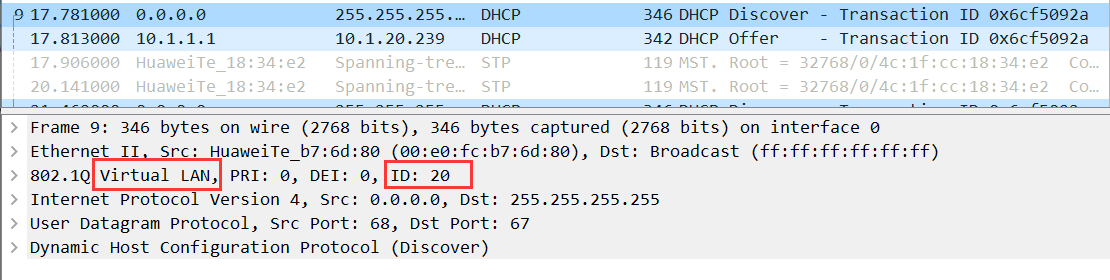 9 17.781000 0.0.0.0 255.255.255.… DHCP 346 DHCP Discover - Transaction ID 0x6cf5092a
17.813000 10.1.1.1 10.1.20.239 DHCP 342 DHCP Offer - Transaction ID 0x6cf5092a
17.906000 HuaweiTe_18:34:e2 Spanning-tre… STP 119 MST. Root = 32768/0/4c:1f:cc:18:34:e2 Co…
20.141000 HuaweiTe_18:34:e2 Spanning-tre… STP 119 MST. Root = 32768/0/4c:1f:cc:18:34:e2 Co…
Frame 9: 346 bytes on wire (2768 bits), 346 bytes captured (2768 bits) on interface 0
Ethernet II, Src: HuaweiTe_b7:6d:80 (00:e0:fc:b7:6d:80), Dst: Broadcast (ff:ff:ff:ff:ff:ff)
802.1Q Virtual LAN, PRI: 0, DEI: 0, ID: 20
Internet Protocol Version 4, Src: 0.0.0.0, Dst: 255.255.255.255
User Datagram Protocol, Src Port: 68, Dst Port: 67
Dynamic Host Configuration Protocol (Discover)